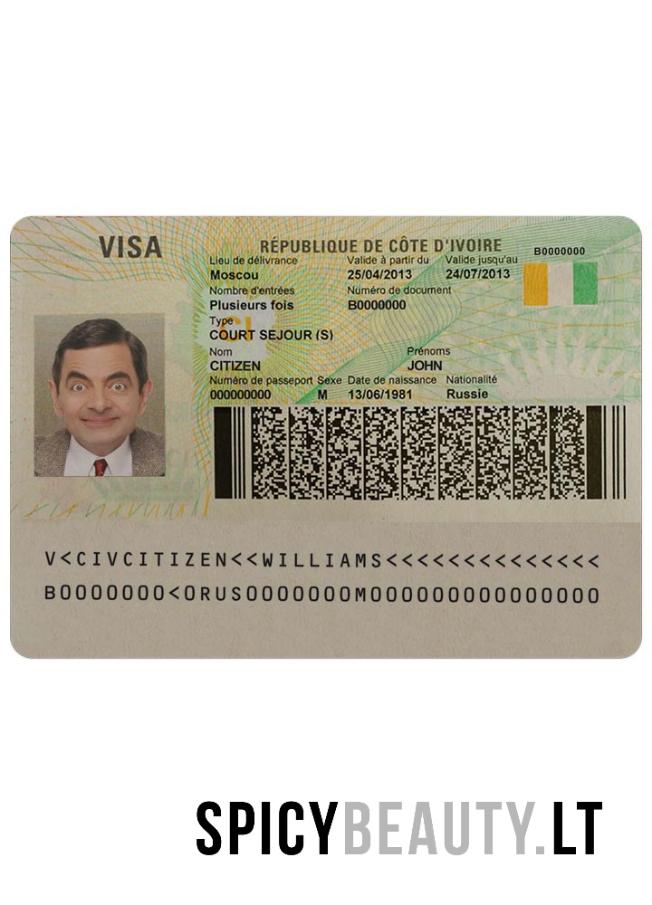 VISA
RÉPUBLIQUE DE CÔTE D'IVOIRE
B0000000
Lieu de délivrance Valide à partir du Valide jusqu'au
Moscou 25/04/2013 24/07/2013
Nombre d'entrées Numéro de document
Plusieurs fois B0000000
Type
COURT SEJOUR (S)
Nom Prénoms
CITIZEN JOHN
Numéro de passeport Sexe Date de naissance Nationalité
000000000 M 13/06/1981 Russie
V<CIVCITIZEN<<WILLIAMS<<<<<<<<<<<<<<
B0000000<0RUS0000000M000000000000000
SPICYBEAUTY.LT